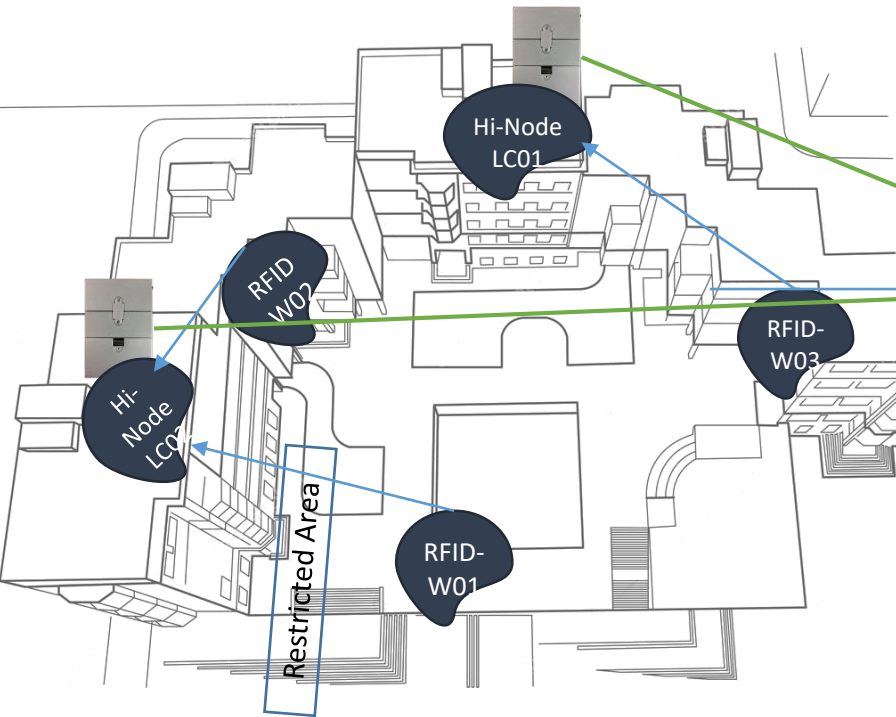 Hi-Node
LC01
RFID
W02
RFID-
W03
Hi-
Node
LC02
RFID-
W01
Restricted Area